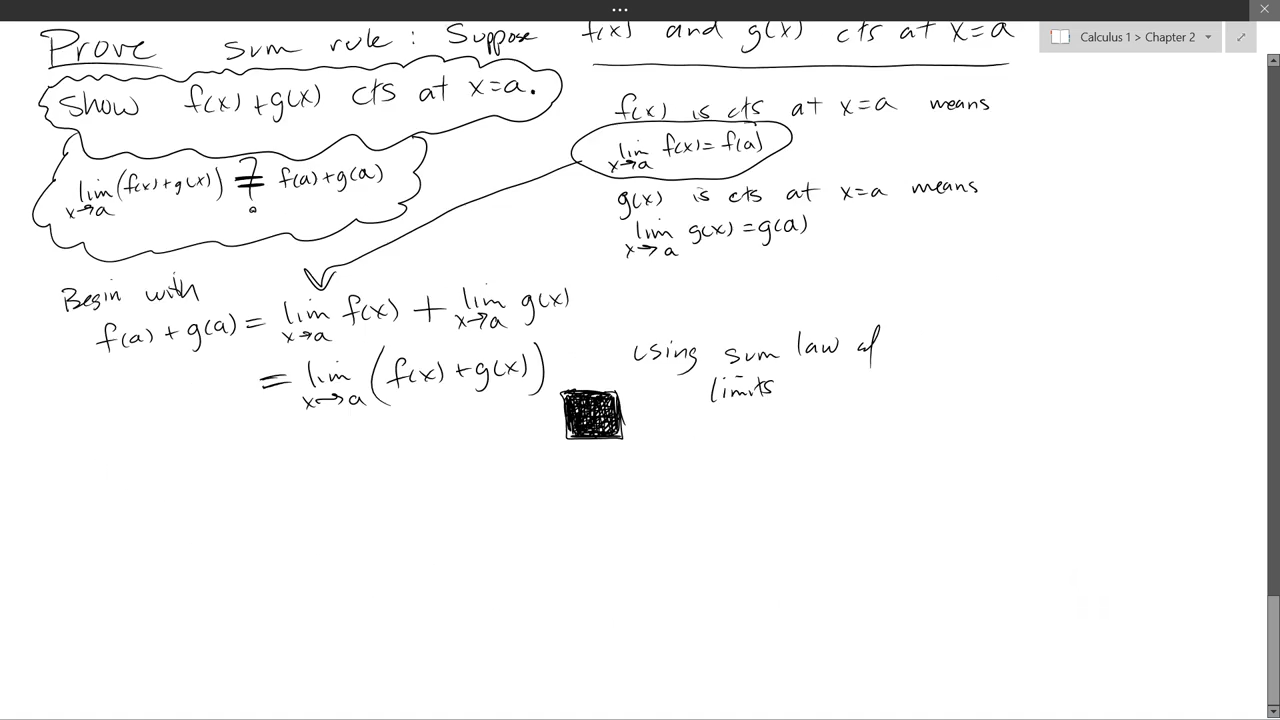 Prove sum rule: Suppose f(x) and g(x) cts at x=a
Show f(x)+g(x) cts at x=a.
lim x→a (f(x)+g(x)) =? f(a)+g(a)
f(x) is cts at x=a means
lim x→a f(x)=f(a)
g(x) is cts at x=a means
lim x→a g(x)=g(a)
Begin with
f(a)+g(a)= lim x→a f(x) + lim x→a g(x)
= lim x→a (f(x)+g(x))
using sum law of
limits
Calculus 1 > Chapter 2